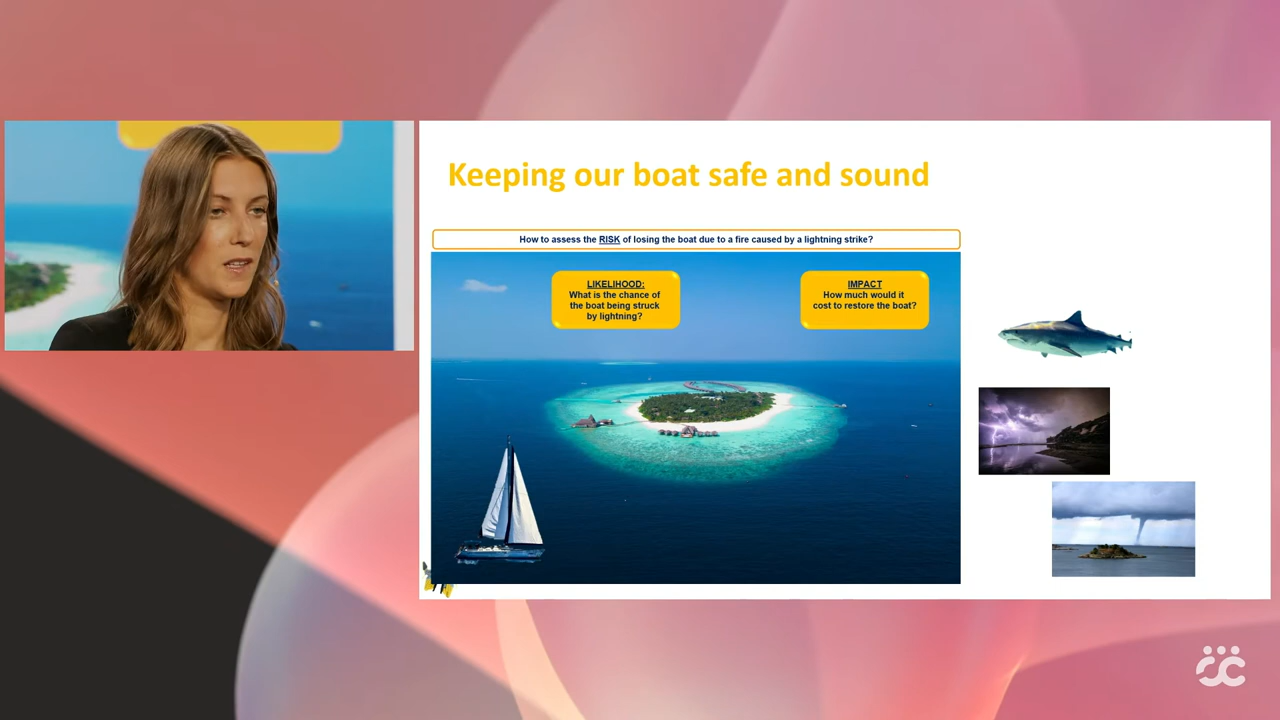 Keeping our boat safe and sound
How to assess the RISK of losing the boat due to a fire caused by a lightning strike?
LIKELIHOOD:
What is the chance of
the boat being struck
by lightning?
IMPACT
How much would it
cost to restore the boat?